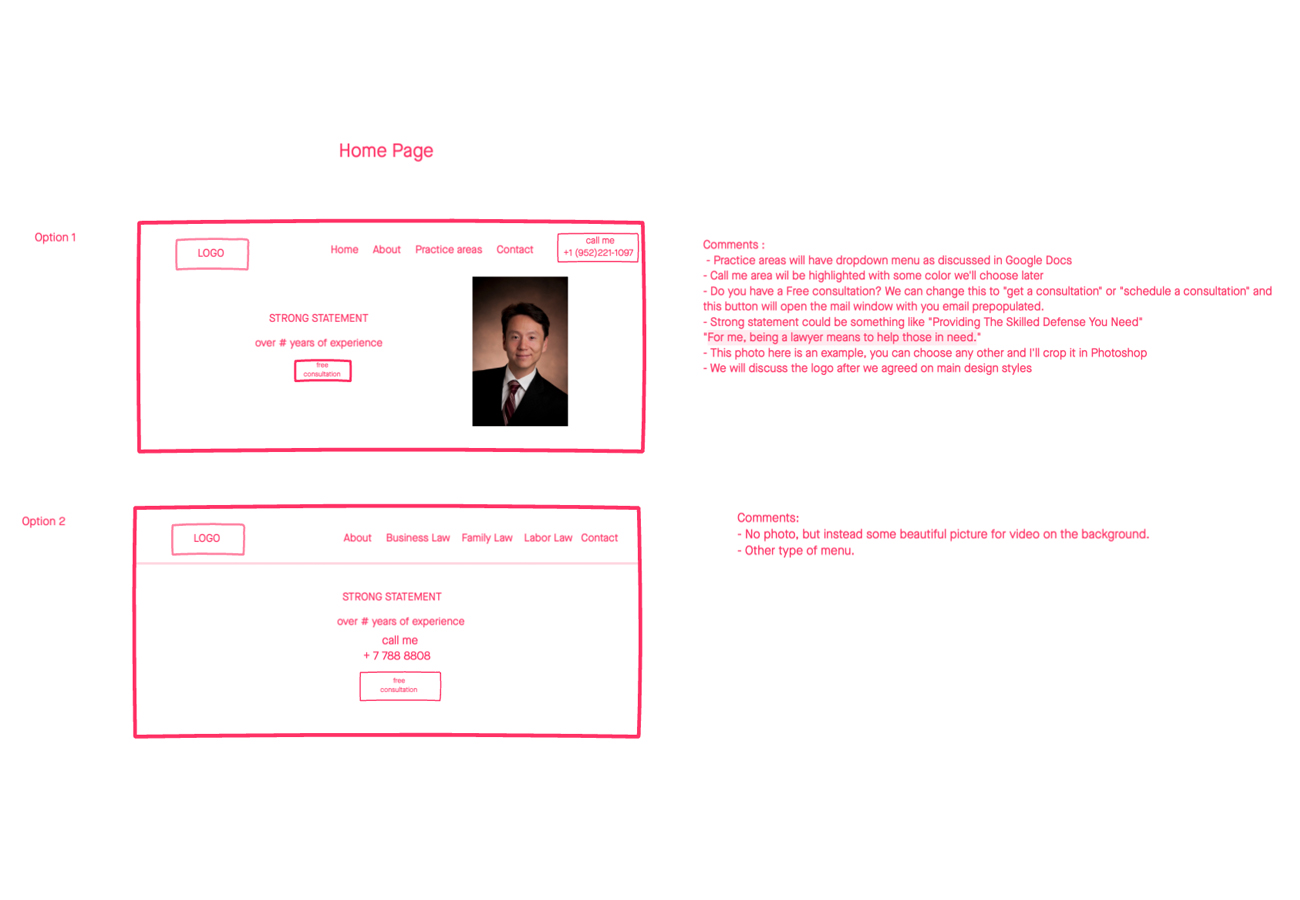 Home Page
Option 1
LOGO
Home About Practice areas Contact
call me
+1 (952)221-1097
STRONG STATEMENT
over # years of experience
free
consultation
Comments :
- Practice areas will have dropdown menu as discussed in Google Docs
- Call me area wil be highlighted with some color we'll choose later
- Do you have a Free consultation? We can change this to "get a consultation" or "schedule a consultation" and
this button will open the mail window with you email prepopulated.
- Strong statement could be something like "Providing The Skilled Defense You Need"
"For me, being a lawyer means to help those in need."
- This photo here is an example, you can choose any other and I'll crop it in Photoshop
- We will discuss the logo after we agreed on main design styles
Option 2
LOGO
About Business Law Family Law Labor Law Contact
STRONG STATEMENT
over # years of experience
call me
+ 7 788 8808
free
consultation
Comments:
- No photo, but instead some beautiful picture for video on the background.
- Other type of menu.